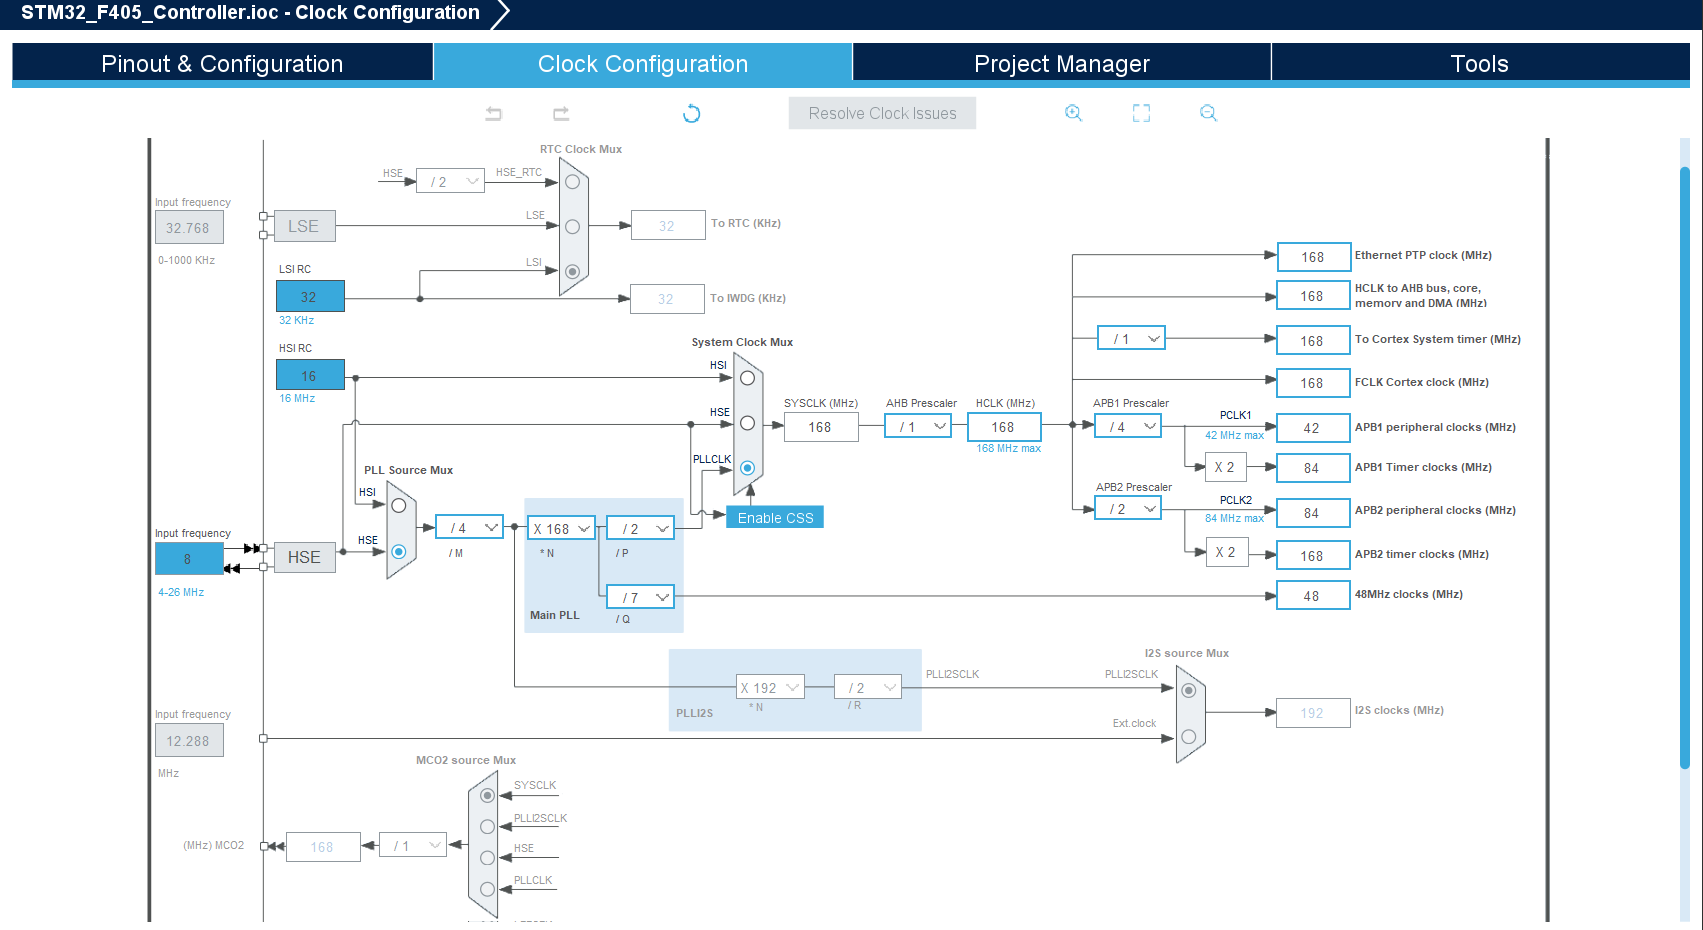 STM32_F405_Controller.ioc - Clock Configuration
Pinout & Configuration
Clock Configuration
Project Manager
Tools
Resolve Clock Issues
RTC Clock Mux
HSE
/ 2
HSE_RTC
Input frequency
32.768
0-1000 KHz
LSE
LSE
32
To RTC (KHz)
LSI RC
32
32 KHz
LSI
32
To IWDG (KHz)
HSI RC
16
16 MHz
System Clock Mux
HSI
HSE
PLLCLK
SYSCLK (MHz)
168
AHB Prescaler
/ 1
HCLK (MHz)
168
168 MHz max
168
Ethernet PTP clock (MHz)
168
HCLK to AHB bus, core,
memory and DMA (MHz)
/ 1
168
To Cortex System timer (MHz)
168
FCLK Cortex clock (MHz)
APB1 Prescaler
/ 4
PCLK1
42 MHz max
42
APB1 peripheral clocks (MHz)
X 2
84
APB1 Timer clocks (MHz)
APB2 Prescaler
/ 2
PCLK2
84 MHz max
84
APB2 peripheral clocks (MHz)
X 2
168
APB2 timer clocks (MHz)
48
48MHz clocks (MHz)
PLL Source Mux
HSI
HSE
Input frequency
8
4-26 MHz
HSE
/ 4
/ M
X 168
* N
/ 2
/ P
/ 7
/ Q
Main PLL
Enable CSS
X 192
* N
/ 2
/ R
PLLI2S
PLLI2SCLK
I2S source Mux
PLLI2SCLK
Ext.clock
192
I2S clocks (MHz)
Input frequency
12.288
MHz
MCO2 source Mux
SYSCLK
PLLI2SCLK
HSE
PLLCLK
(MHz) MCO2
168
/ 1